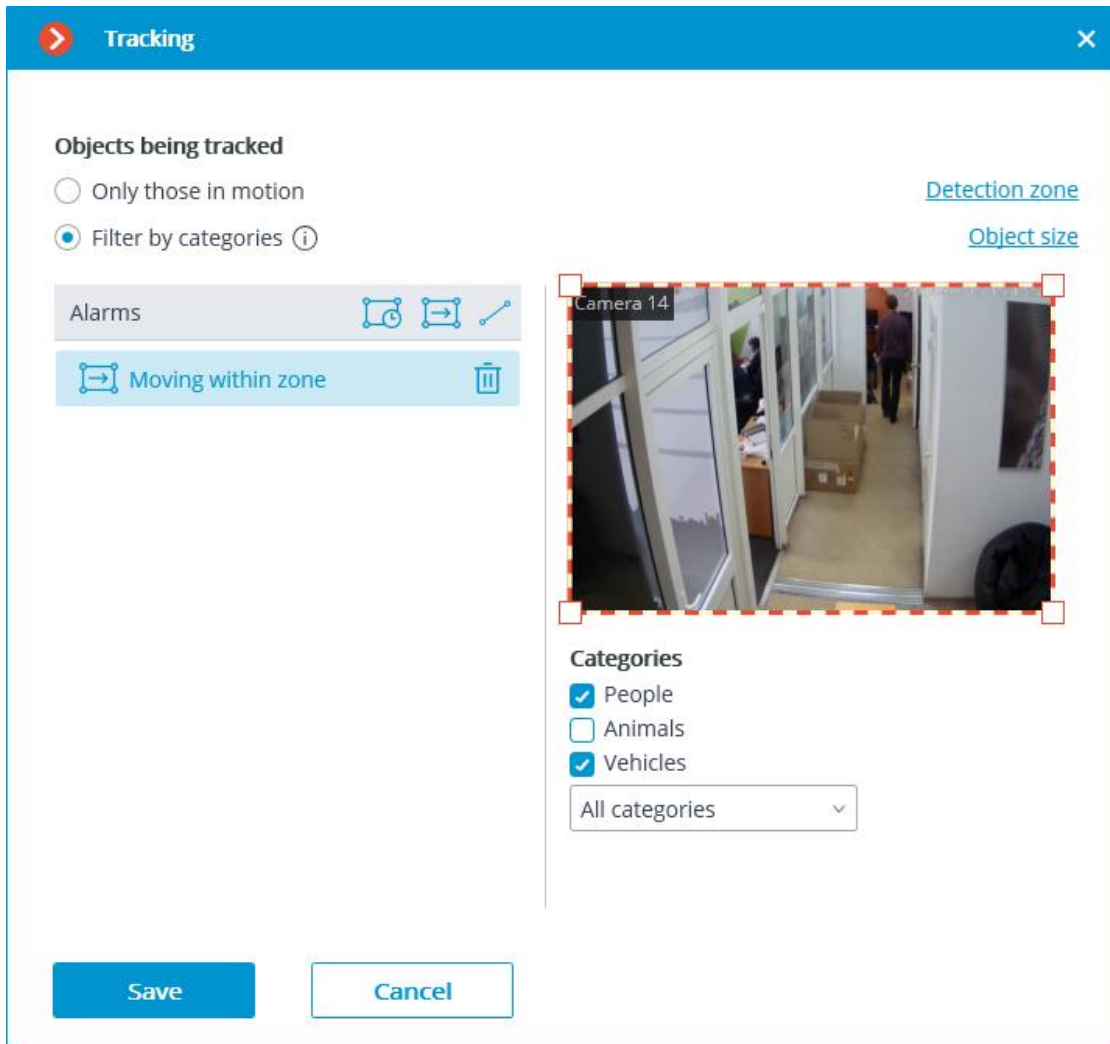 Tracking
Objects being tracked
Only those in motion
Detection zone
Filter by categories
Object size
Alarms
Moving within zone
Camera 14
Categories
People
Animals
Vehicles
All categories
Save
Cancel